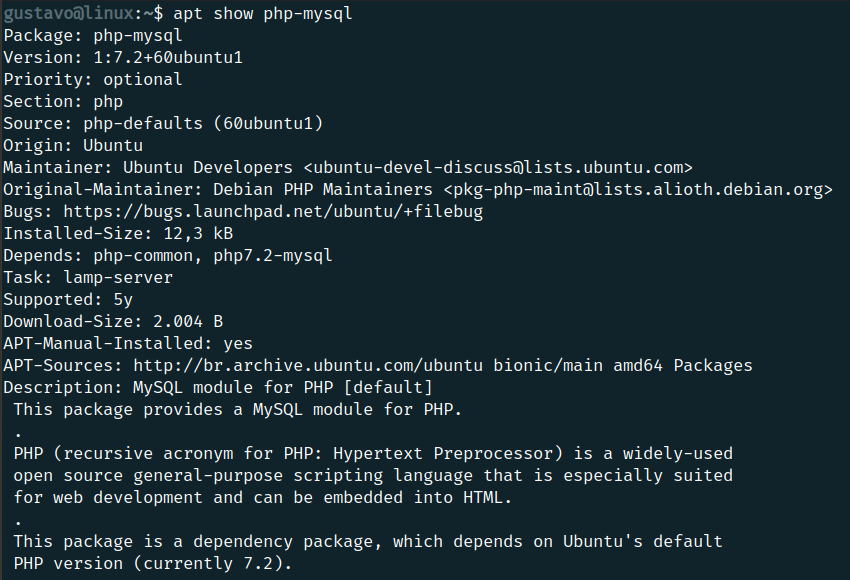 gustavo@linux:~$ apt show php-mysql
Package: php-mysql
Version: 1:7.2+60ubuntu1
Priority: optional
Section: php
Source: php-defaults (60ubuntu1)
Origin: Ubuntu
Maintainer: Ubuntu Developers <ubuntu-devel-discuss@lists.ubuntu.com>
Original-Maintainer: Debian PHP Maintainers <pkg-php-maint@lists.alioth.debian.org>
Bugs: https://bugs.launchpad.net/ubuntu/+filebug
Installed-Size: 12,3 kB
Depends: php-common, php7.2-mysql
Task: lamp-server
Supported: 5y
Download-Size: 2.004 B
APT-Manual-Installed: yes
APT-Sources: http://br.archive.ubuntu.com/ubuntu bionic/main amd64 Packages
Description: MySQL module for PHP [default]
 This package provides a MySQL module for PHP.
 .
 PHP (recursive acronym for PHP: Hypertext Preprocessor) is a widely-used
 open source general-purpose scripting language that is especially suited
 for web development and can be embedded into HTML.
 .
 This package is a dependency package, which depends on Ubuntu's default
 PHP version (currently 7.2).